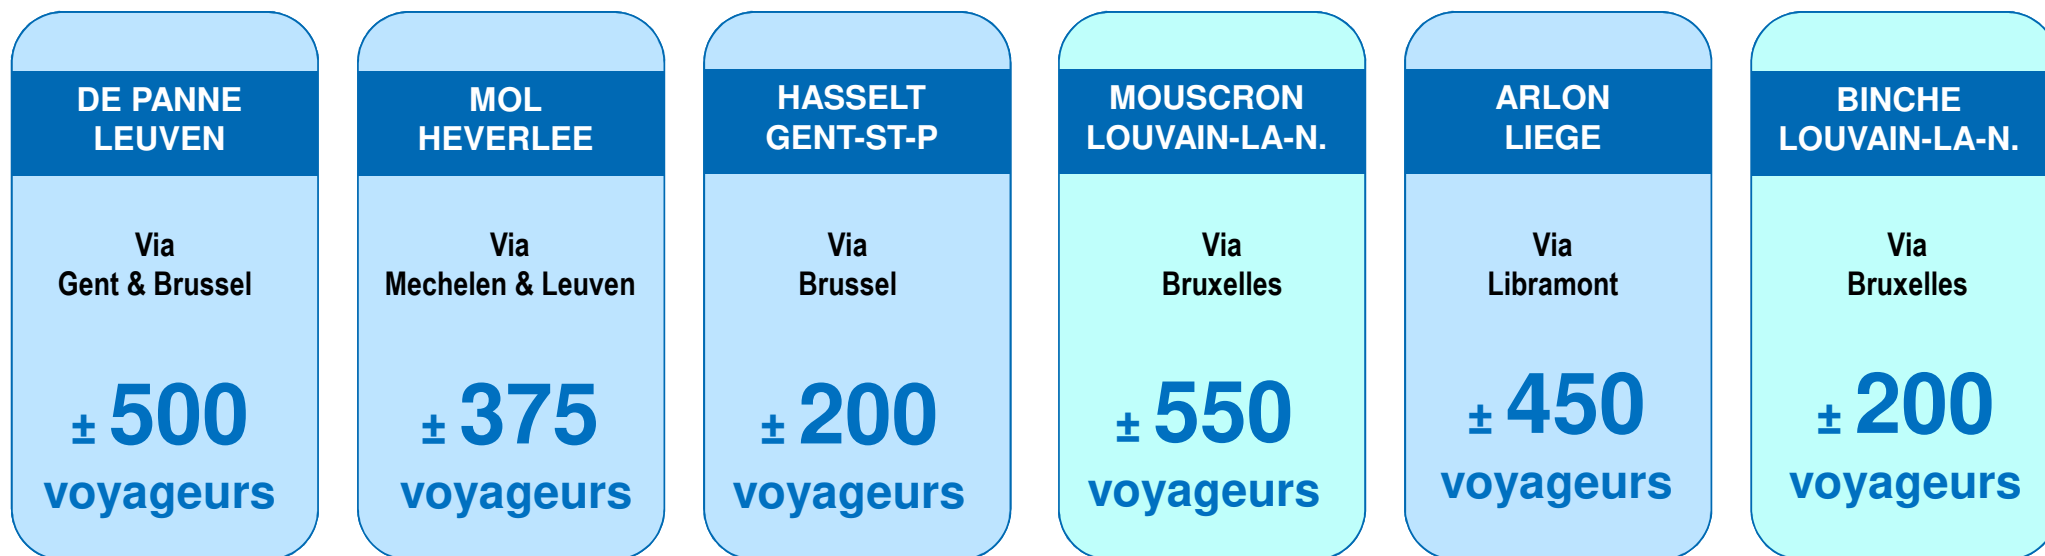 DE PANNE
LEUVEN
Via
Gent & Brussel
± 500
voyageurs
MOL
HEVERLEE
Via
Mechelen & Leuven
± 375
voyageurs
HASSELT
GENT-ST-P
Via
Brussel
± 200
voyageurs
MOUSCRON
LOUVAIN-LA-N.
Via
Bruxelles
± 550
voyageurs
ARLON
LIEGE
Via
Libramont
± 450
voyageurs
BINCHE
LOUVAIN-LA-N.
Via
Bruxelles
± 200
voyageurs